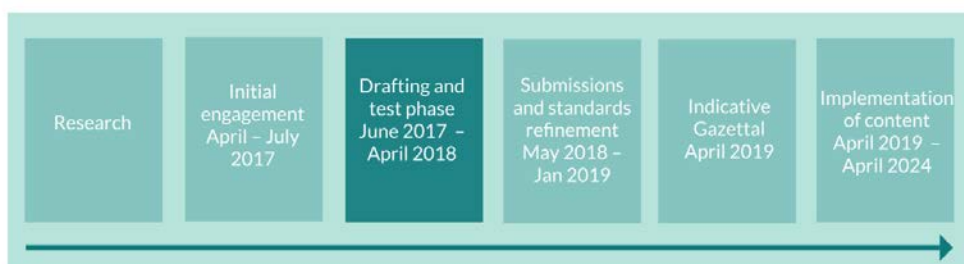 Research
Initial
engagement
April – July
2017
Drafting and
test phase
June 2017 –
April 2018
Submissions
and standards
refinement
May 2018 –
Jan 2019
Indicative
Gazettal
April 2019
Implementation
of content
April 2019 –
April 2024